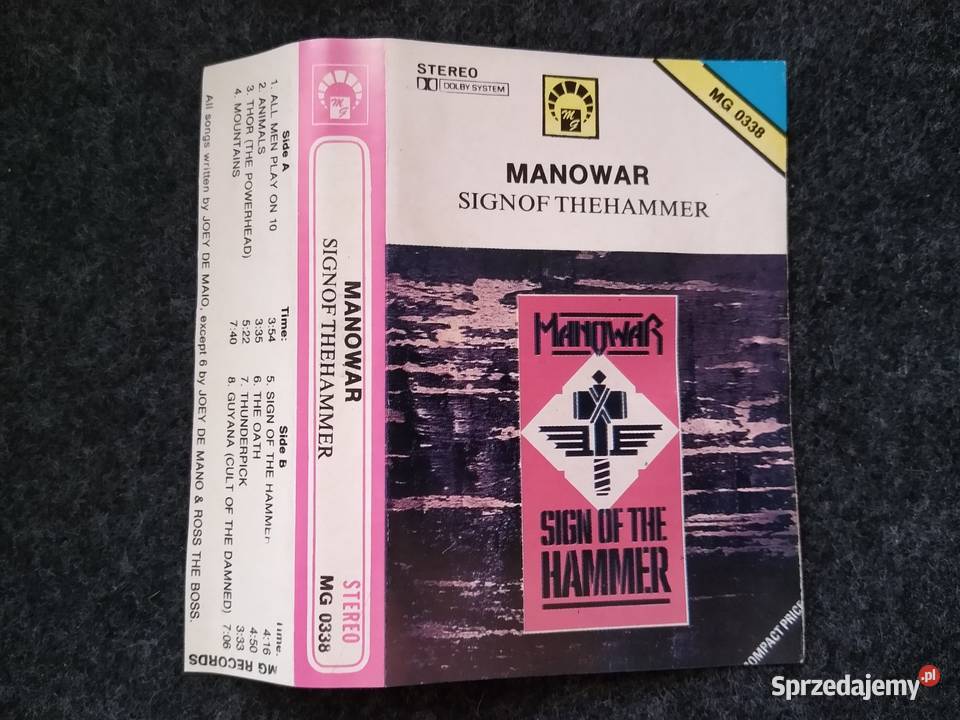 STEREO
DOLBY SYSTEM
MG
MG 0338
MANOWAR
SIGNOF THEHAMMER
MANOWAR
SIGN OF THE
HAMMER
COMPACT PRICE
MG
MANOWAR
SIGNOF THEHAMMER
STEREO
MG 0338
Side A
Time:
1. ALL MEN PLAY ON 10 3:54
2. ANIMALS 3:35
3. THOR (THE POWERHEAD) 5:22
4. MOUNTAINS 7:40
Side B
Time:
5. SIGN OF THE HAMMER 4:16
6. THE OATH 4:50
7. THUNDERPICK 3:33
8. GUYANA (CULT OF THE DAMNED) 7:06
All songs written by JOEY DE MAIO, except 6 by JOEY DE MANO & ROSS THE BOSS.
MG RECORDS
Sprzedajemy.pl